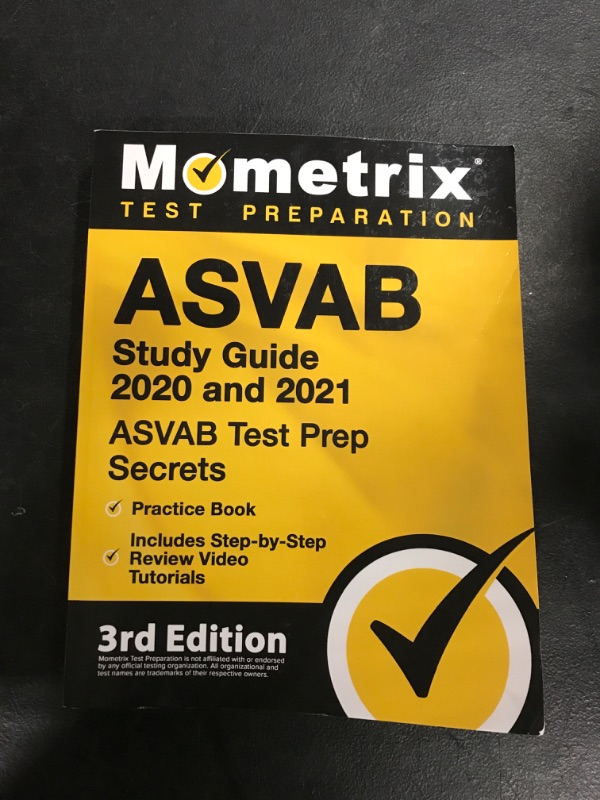 Mometrix®
TEST PREPARATION
ASVAB
Study Guide
2020 and 2021
ASVAB Test Prep
Secrets
Practice Book
Includes Step-by-Step
Review Video
Tutorials
3rd Edition
Mometrix Test Preparation is not affiliated with or endorsed
by any official testing organization. All organizational and
test names are trademarks of their respective owners.